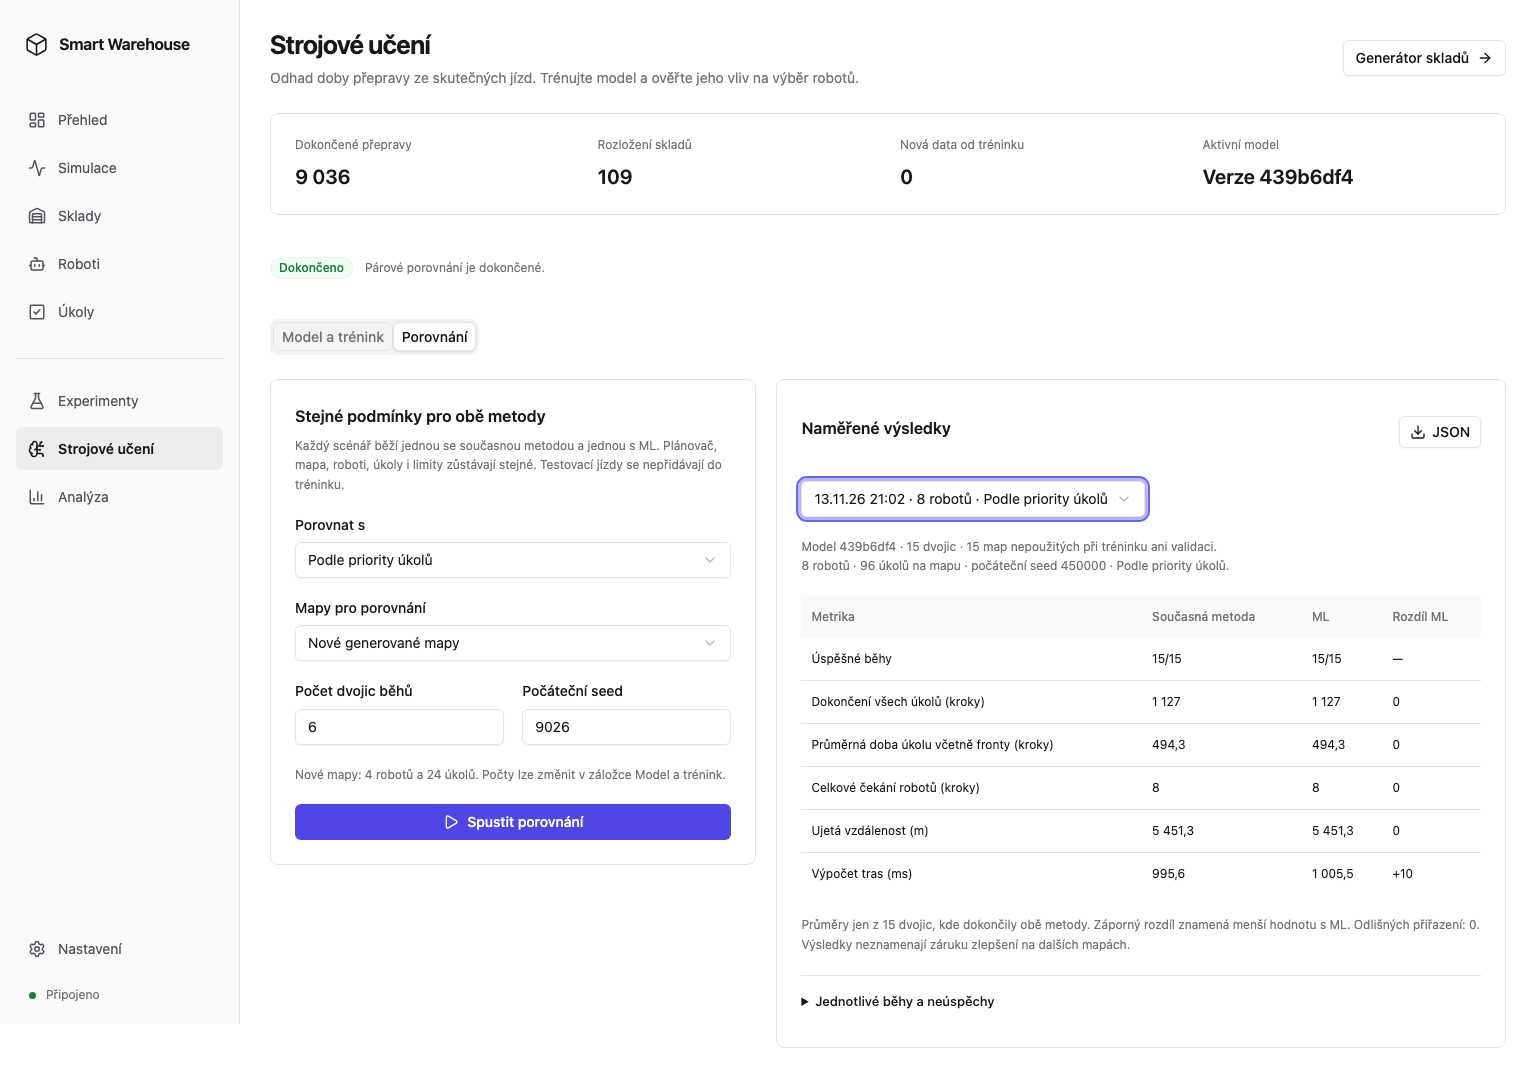 Smart Warehouse
Přehled
Simulace
Sklady
Roboti
Úkoly
Experimenty
Strojové učení
Analýza
Nastavení
Připojeno
Strojové učení
Odhad doby přepravy ze skutečných jízd. Trénujte model a ověřte jeho vliv na výběr robotů.
Generátor skladů
Dokončené přepravy
9 036
Rozložení skladů
109
Nová data od tréninku
0
Aktivní model
Verze 439b6df4
Dokončeno
Párové porovnání je dokončené.
Model a trénink
Porovnání
Stejné podmínky pro obě metody
Každý scénář běží jednou se současnou metodou a jednou s ML. Plánovač,
mapa, roboti, úkoly i limity zůstávají stejné. Testovací jízdy se nepřidávají do
tréninku.
Porovnat s
Podle priority úkolů
Mapy pro porovnání
Nové generované mapy
Počet dvojic běhů
Počáteční seed
6
9026
Nové mapy: 4 robotů a 24 úkolů. Počty lze změnit v záložce Model a trénink.
Spustit porovnání
Naměřené výsledky
JSON
13.11.26 21:02 · 8 robotů · Podle priority úkolů
Model 439b6df4 · 15 dvojic · 15 map nepoužitých při tréninku ani validaci.
8 robotů · 96 úkolů na mapu · počáteční seed 450000 · Podle priority úkolů.
Metrika Současná metoda ML Rozdíl ML
Úspěšné běhy 15/15 15/15 —
Dokončení všech úkolů (kroky) 1 127 1 127 0
Průměrná doba úkolu včetně fronty (kroky) 494,3 494,3 0
Celkové čekání robotů (kroky) 8 8 0
Ujetá vzdálenost (m) 5 451,3 5 451,3 0
Výpočet tras (ms) 995,6 1 005,5 +10
Průměry jen z 15 dvojic, kde dokončily obě metody. Záporný rozdíl znamená menší hodnotu s ML. Odlišných přiřazení: 0.
Výsledky neznamenají záruku zlepšení na dalších mapách.
Jednotlivé běhy a neúspěchy